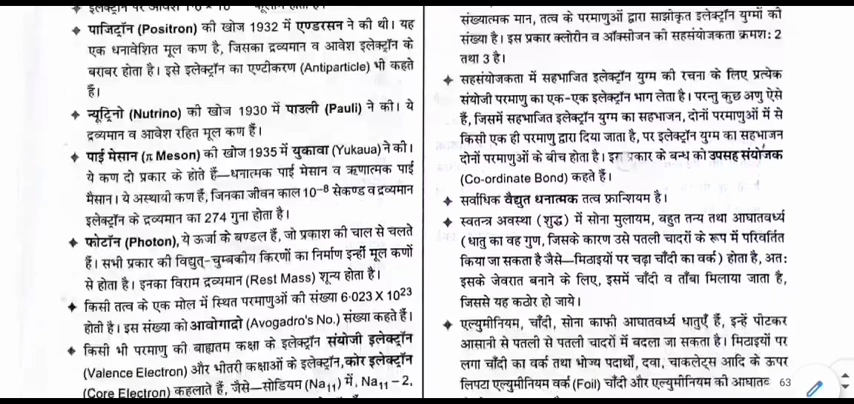 पाजिट्रॉन (Positron) की खोज 1932 में एण्डरसन ने की थी। यह
एक धनावेशित मूल कण है, जिसका द्रव्यमान व आवेश इलेक्ट्रॉन के
बराबर होता है। इसे इलेक्ट्रॉन का एण्टीकरण (Antiparticle) भी कहते
हैं।
न्यूट्रिनो (Nutrino) की खोज 1930 में पाउली (Pauli) ने की। ये
द्रव्यमान व आवेश रहित मूल कण हैं।
पाई मेसान (π Meson) की खोज 1935 में युकावा (Yukaua) ने की।
ये कण दो प्रकार के होते हैं—धनात्मक पाई मेसान व ऋणात्मक पाई
मैसान। ये अस्थायी कण हैं, जिनका जीवन काल 10⁻⁸ सेकण्ड व द्रव्यमान
इलेक्ट्रॉन के द्रव्यमान का 274 गुना होता है।
फोटॉन (Photon), ये ऊर्जा के बण्डल हैं, जो प्रकाश की चाल से चलते
हैं। सभी प्रकार की विद्युत-चुम्बकीय किरणों का निर्माण इन्हीं मूल कणों
से होता है। इनका विराम द्रव्यमान (Rest Mass) शून्य होता है।
किसी तत्व के एक मोल में स्थित परमाणुओं की संख्या 6·023 X 10²³
होती है। इस संख्या को आवोगाद्रो (Avogadro's No.) संख्या कहते हैं।
किसी भी परमाणु की बाह्यतम कक्षा के इलेक्ट्रॉन संयोजी इलेक्ट्रॉन
(Valence Electron) और भीतरी कक्षाओं के इलेक्ट्रॉन, कोर इलेक्ट्रॉन
(Core Electron) कहलाते हैं, जैसे—सोडियम (Na₁₁) में, Na₁₁ – 2,
संख्यात्मक मान, तत्व के परमाणुओं द्वारा साझीकृत इलेक्ट्रॉन युग्मों की
संख्या है। इस प्रकार क्लोरीन व ऑक्सीजन की सहसंयोजकता क्रमश: 2
तथा 3 है।
सहसंयोजकता में सहभाजित इलेक्ट्रॉन युग्म की रचना के लिए प्रत्येक
संयोजी परमाणु का एक-एक इलेक्ट्रॉन भाग लेता है। परन्तु कुछ अणु ऐसे
हैं, जिसमें सहभाजित इलेक्ट्रॉन युग्म का सहभाजन, दोनों परमाणुओं में से
किसी एक ही परमाणु द्वारा दिया जाता है, पर इलेक्ट्रॉन युग्म का सहभाजन
दोनों परमाणुओं के बीच होता है। इस प्रकार के बन्ध को उपसह संयोजक
(Co-ordinate Bond) कहते हैं।
सर्वाधिक वैद्युत धनात्मक तत्व फ्रान्शियम है।
स्वतन्त्र अवस्था (शुद्ध) में सोना मुलायम, बहुत तन्य तथा आघातवर्ध्य
(धातु का वह गुण, जिसके कारण उसे पतली चादरों के रूप में परिवर्तित
किया जा सकता है जैसे—मिठाइयों पर चढ़ा चाँदी का वर्क) होता है, अत:
इसके जेवरात बनाने के लिए, इसमें चाँदी व ताँबा मिलाया जाता है,
जिससे यह कठोर हो जाये।
एल्युमीनियम, चाँदी, सोना काफी आघातवर्ध्य धातुएँ हैं, इन्हें पीटकर
आसानी से पतली से पतली चादरों में बदला जा सकता है। मिठाइयों पर
लगा चाँदी का वर्क तथा भोज्य पदार्थों, दवा, चाकलेट्स आदि के ऊपर
लिपटा एल्युमीनियम वर्क (Foil) चाँदी और एल्युमीनियम की आघातव 63